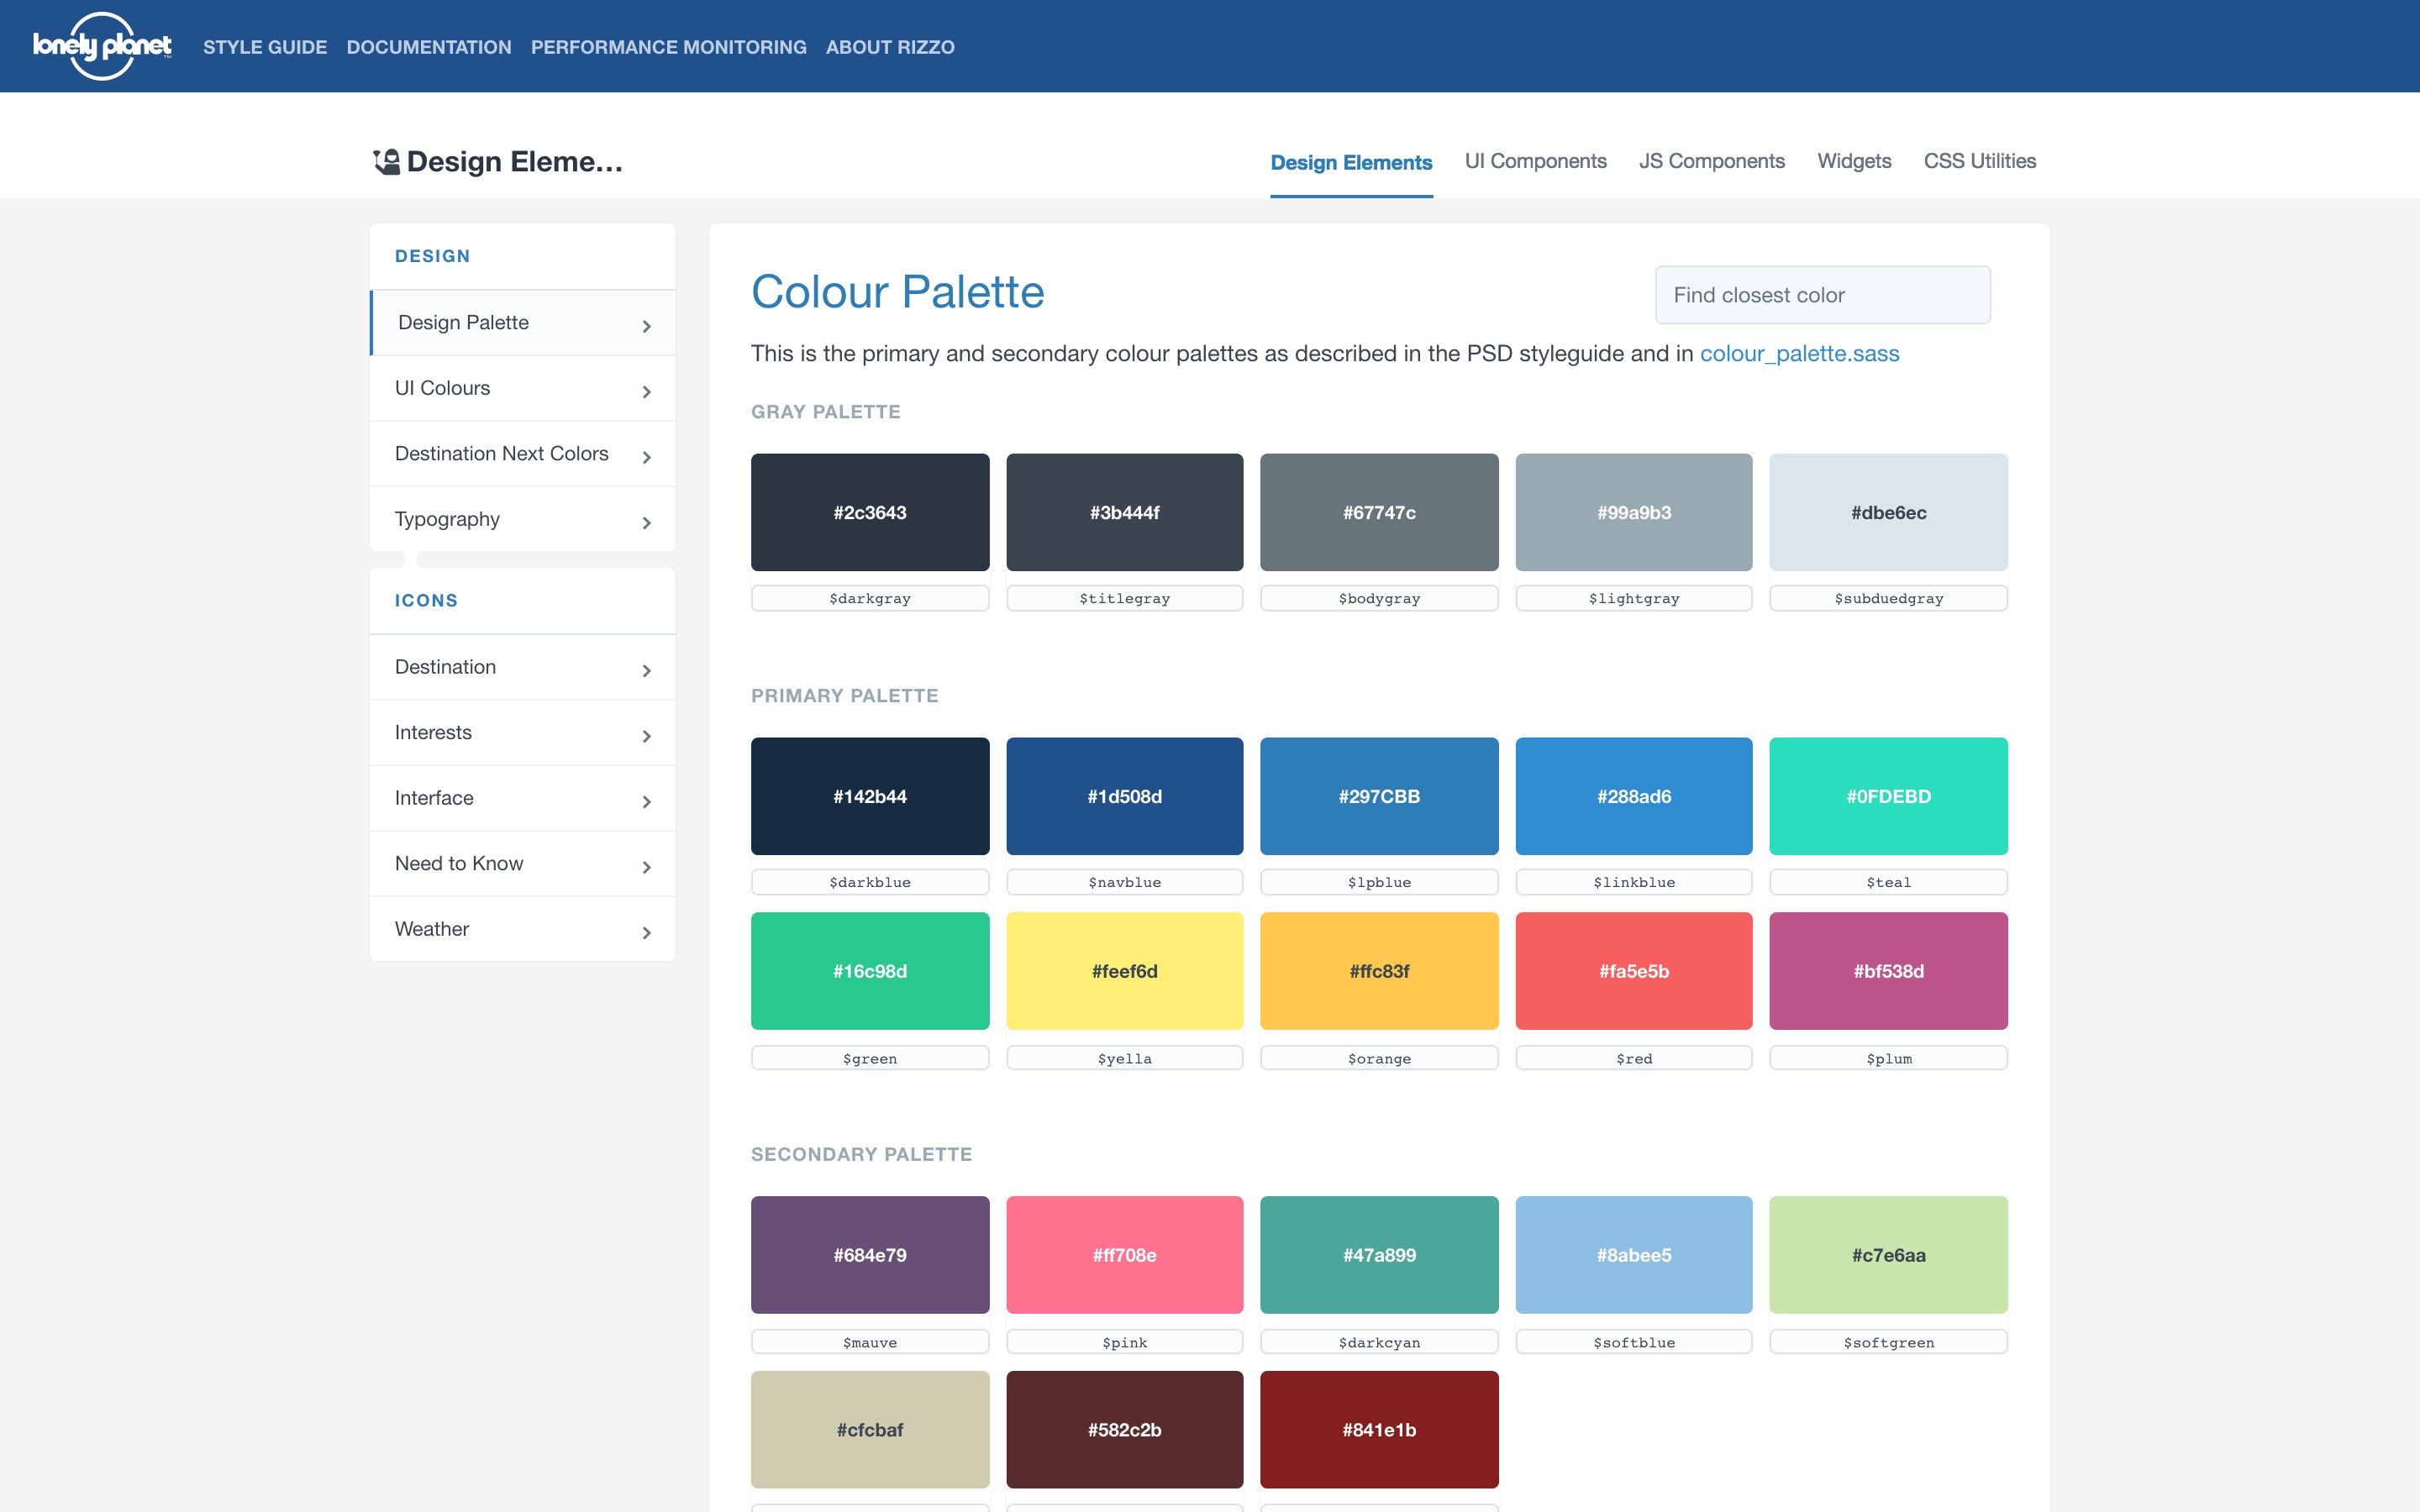 lonely planet
STYLE GUIDE DOCUMENTATION PERFORMANCE MONITORING ABOUT RIZZO
Design Eleme...
Design Elements UI Components JS Components Widgets CSS Utilities
DESIGN
Design Palette
UI Colours
Destination Next Colors
Typography
ICONS
Destination
Interests
Interface
Need to Know
Weather
Colour Palette
Find closest color
This is the primary and secondary colour palettes as described in the PSD styleguide and in colour_palette.sass
GRAY PALETTE
#2c3643 #3b444f #67747c #99a9b3 #dbe6ec
$darkgray $titlegray $bodygray $lightgray $subduedgray
PRIMARY PALETTE
#142b44 #1d508d #297CBB #288ad6 #0FDEBD
$darkblue $navblue $lpblue $linkblue $teal
#16c98d #feef6d #ffc83f #fa5e5b #bf538d
$green $yella $orange $red $plum
SECONDARY PALETTE
#684e79 #ff708e #47a899 #8abee5 #c7e6aa
$mauve $pink $darkcyan $softblue $softgreen
#cfcbaf #582c2b #841e1b